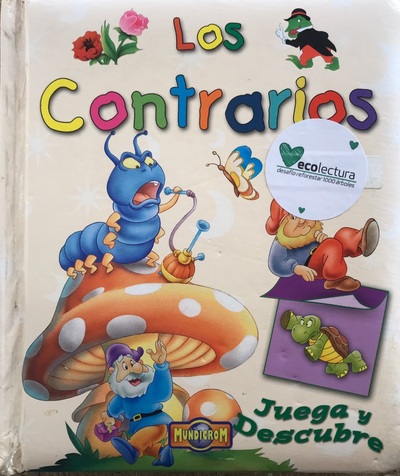 Los
Contrarios
ecolectura
desafío reforestar 1000 árboles
Juega y
Descubre
MUNDICROM